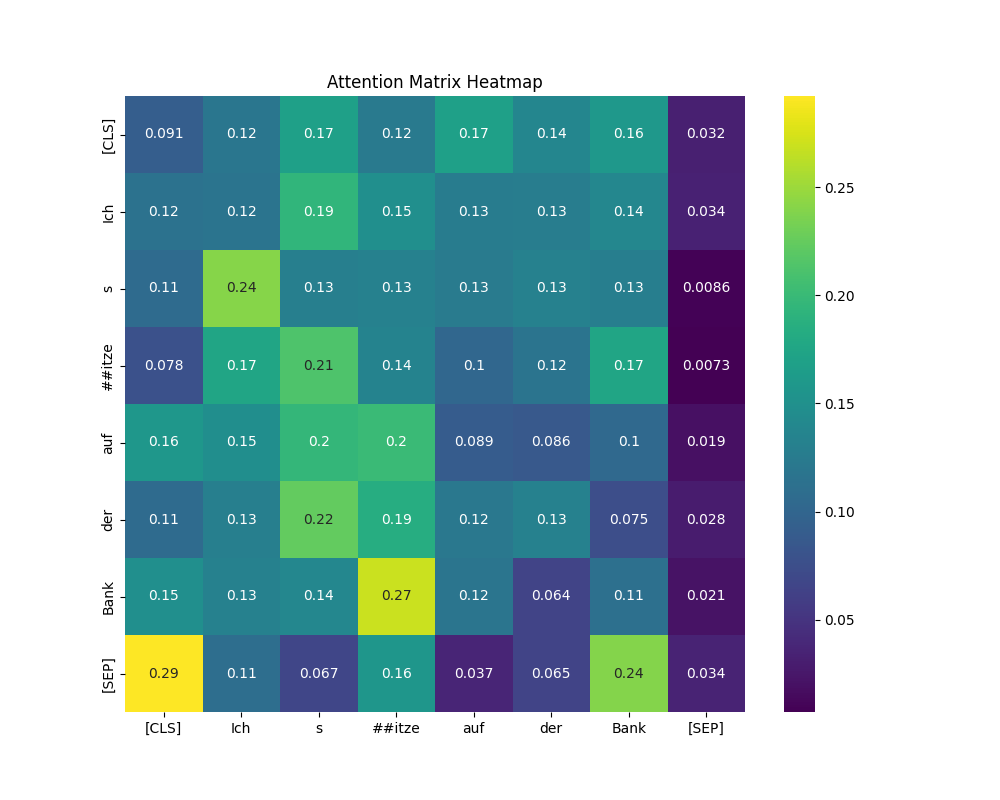 Attention Matrix Heatmap
[CLS] 0.091 0.12 0.17 0.12 0.17 0.14 0.16 0.032
Ich 0.12 0.12 0.19 0.15 0.13 0.13 0.14 0.034
s 0.11 0.24 0.13 0.13 0.13 0.13 0.13 0.0086
##itze 0.078 0.17 0.21 0.14 0.1 0.12 0.17 0.0073
auf 0.16 0.15 0.2 0.2 0.089 0.086 0.1 0.019
der 0.11 0.13 0.22 0.19 0.12 0.13 0.075 0.028
Bank 0.15 0.13 0.14 0.27 0.12 0.064 0.11 0.021
[SEP] 0.29 0.11 0.067 0.16 0.037 0.065 0.24 0.034
[CLS] Ich s ##itze auf der Bank [SEP]
0.25
0.20
0.15
0.10
0.05